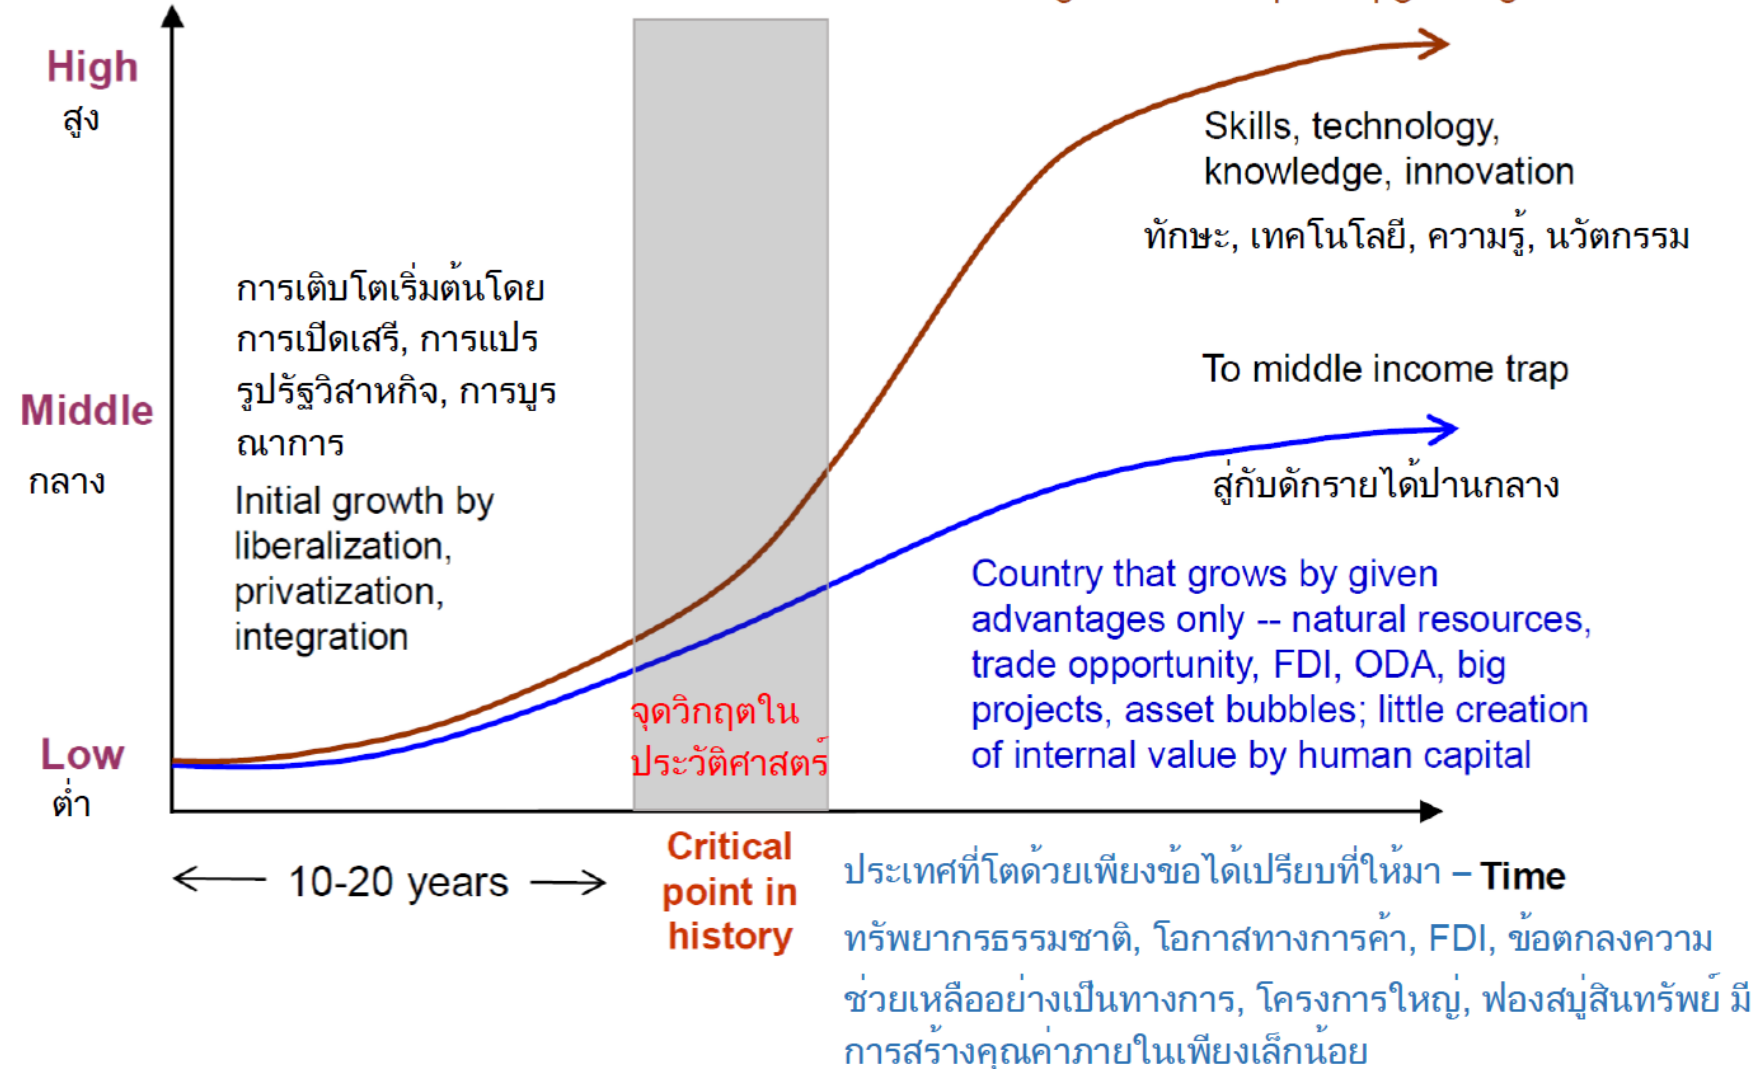 High
สูง
Skills, technology,
knowledge, innovation
ทักษะ, เทคโนโลยี, ความรู้, นวัตกรรม
การเติบโตเริ่มต้นโดย
การเปิดเสรี, การแปร
รูปรัฐวิสาหกิจ, การบูร
ณาการ
To middle income trap
Middle
กลาง
สู่กับดักรายได้ปานกลาง
Initial growth by
liberalization,
privatization,
integration
Country that grows by given
advantages only -- natural resources,
trade opportunity, FDI, ODA, big
projects, asset bubbles; little creation
of internal value by human capital
จุดวิกฤตใน
ประวัติศาสตร์
Low
ต่ำ
10-20 years
Critical
point in
history
Time
ประเทศที่โตด้วยเพียงข้อได้เปรียบที่ให้มา –
ทรัพยากรธรรมชาติ, โอกาสทางการค้า, FDI, ข้อตกลงความ
ช่วยเหลืออย่างเป็นทางการ, โครงการใหญ่, ฟองสบู่สินทรัพย์ มี
การสร้างคุณค่าภายในเพียงเล็กน้อย